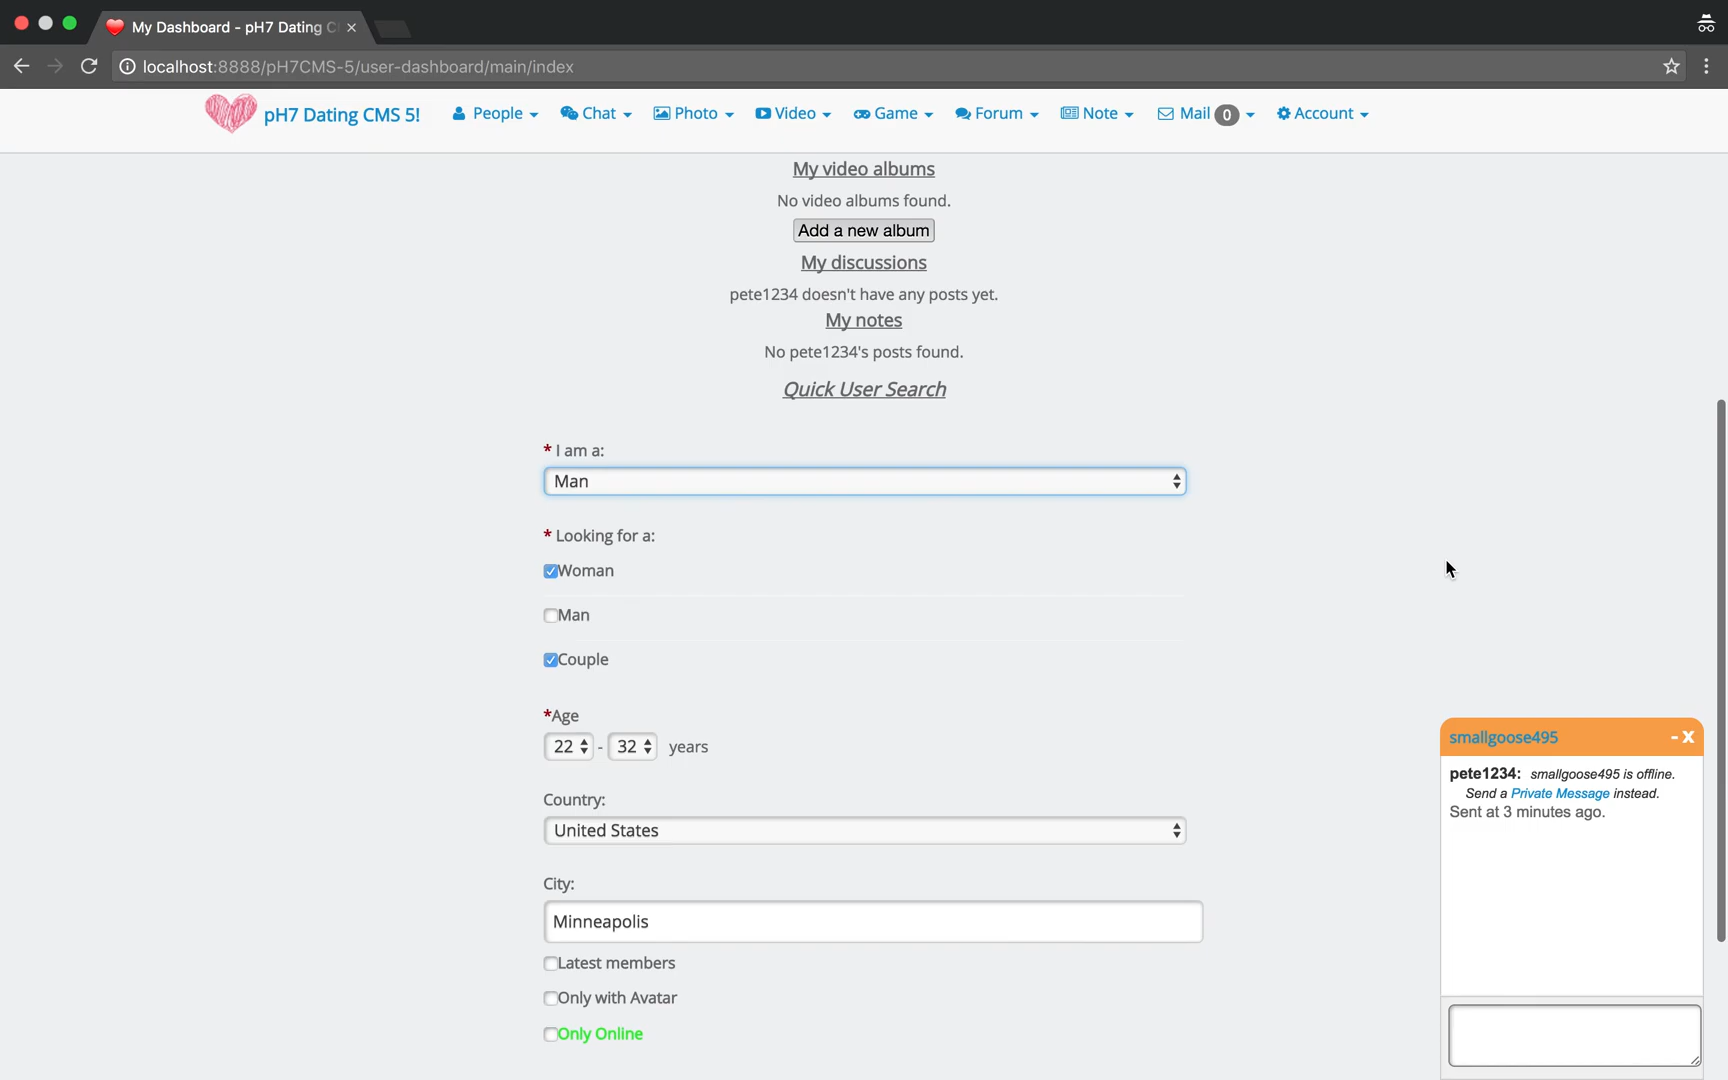 My Dashboard - pH7 Dating C
localhost:8888/pH7CMS-5/user-dashboard/main/index
pH7 Dating CMS 5! People Chat Photo Video Game Forum Note Mail 0 Account
My video albums
No video albums found.
Add a new album
My discussions
pete1234 doesn't have any posts yet.
My notes
No pete1234's posts found.
Quick User Search
* I am a:
Man
* Looking for a:
Woman
Man
Couple
*Age
22 - 32 years
Country:
United States
City:
Minneapolis
Latest members
Only with Avatar
Only Online
smallgoose495 - x
pete1234: smallgoose495 is offline.
Send a Private Message instead.
Sent at 3 minutes ago.